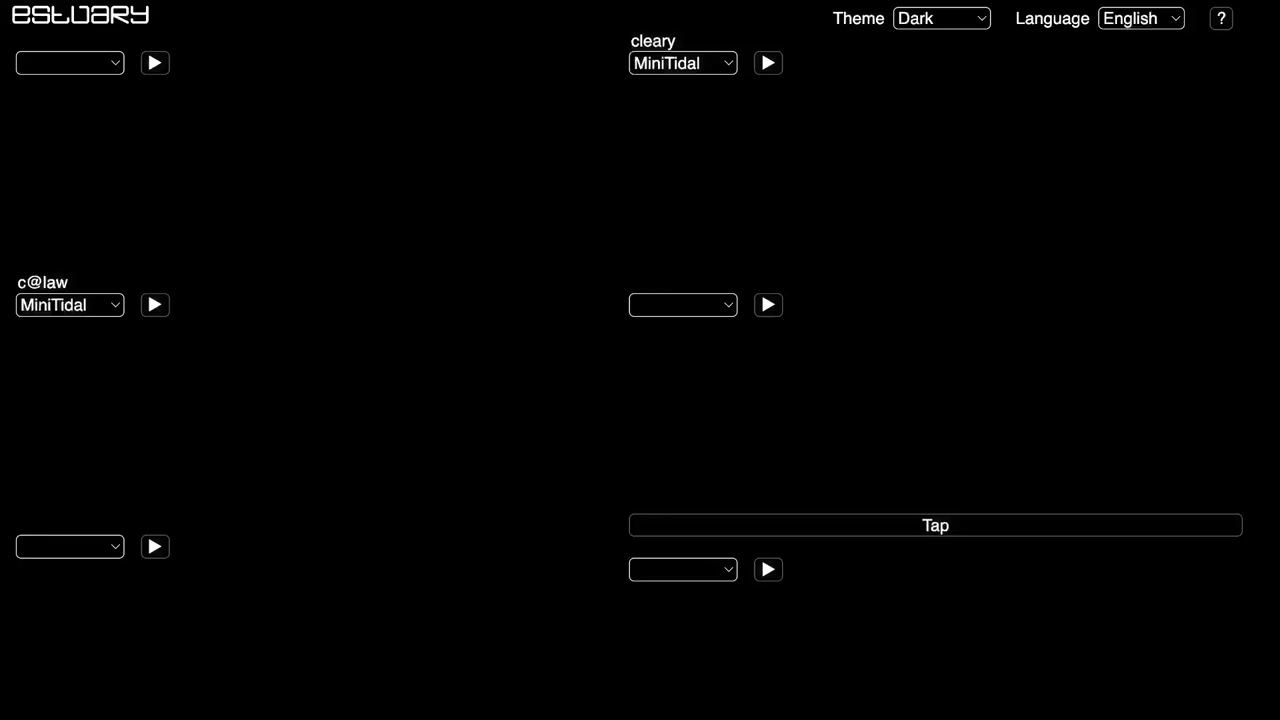 estuary
Theme Dark Language English ?
cleary
MiniTidal
c@law
MiniTidal
Tap